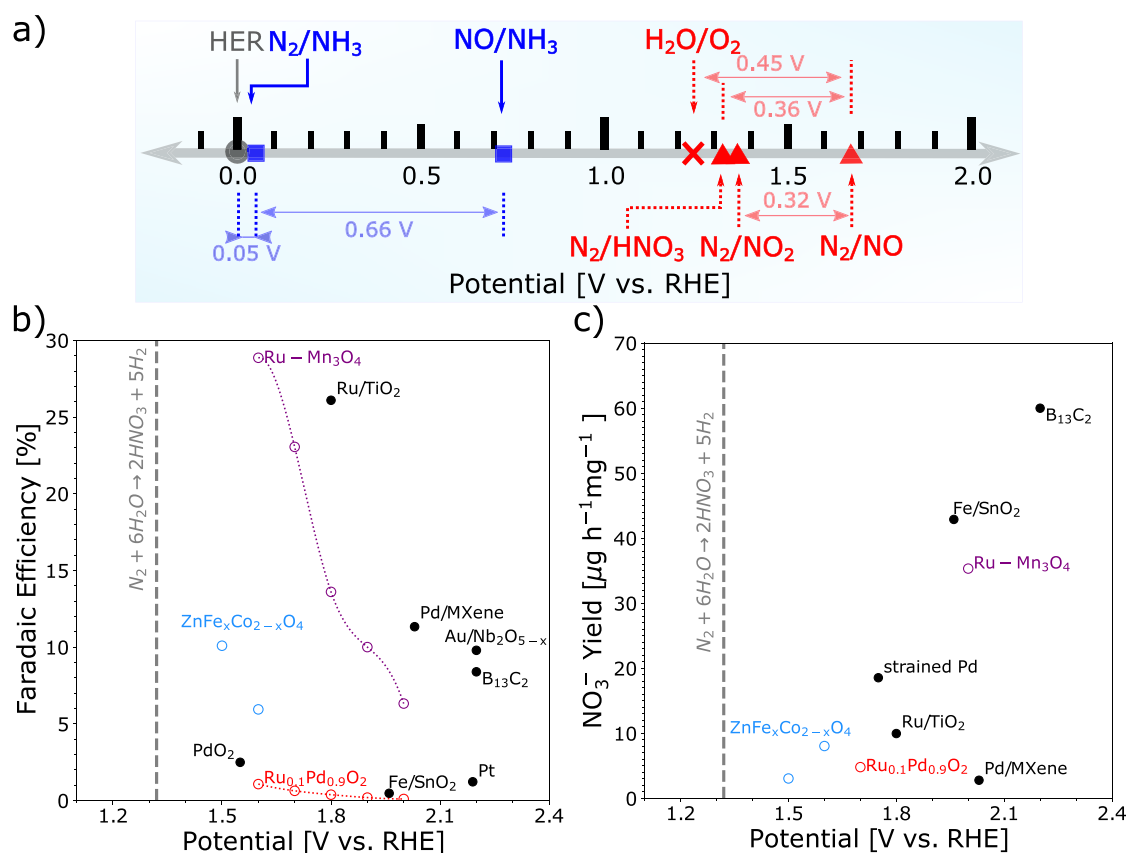 a)
HER N₂/NH₃ NO/NH₃ H₂O/O₂
0.45 V
0.36 V
0.0 0.5 1.0 1.5 2.0
0.05 V 0.66 V 0.32 V
N₂/HNO₃ N₂/NO₂ N₂/NO
Potential [V vs. RHE]
b)
Faradaic Efficiency [%]
30
25
20
15
10
5
0
N₂ + 6H₂O → 2HNO₃ + 5H₂
Ru − Mn₃O₄
Ru/TiO₂
ZnFeₓCo₂₋ₓO₄
Pd/MXene
Au/Nb₂O₅₋ₓ
B₁₃C₂
PdO₂
Ru₀.₁Pd₀.₉O₂
Fe/SnO₂
Pt
1.2 1.5 1.8 2.1 2.4
Potential [V vs. RHE]
c)
NO₃⁻ Yield [µg h⁻¹mg⁻¹]
70
60
50
40
30
20
10
0
N₂ + 6H₂O → 2HNO₃ + 5H₂
B₁₃C₂
Fe/SnO₂
Ru − Mn₃O₄
strained Pd
Ru/TiO₂
ZnFeₓCo₂₋ₓO₄
Ru₀.₁Pd₀.₉O₂
Pd/MXene
1.2 1.5 1.8 2.1 2.4
Potential [V vs. RHE]